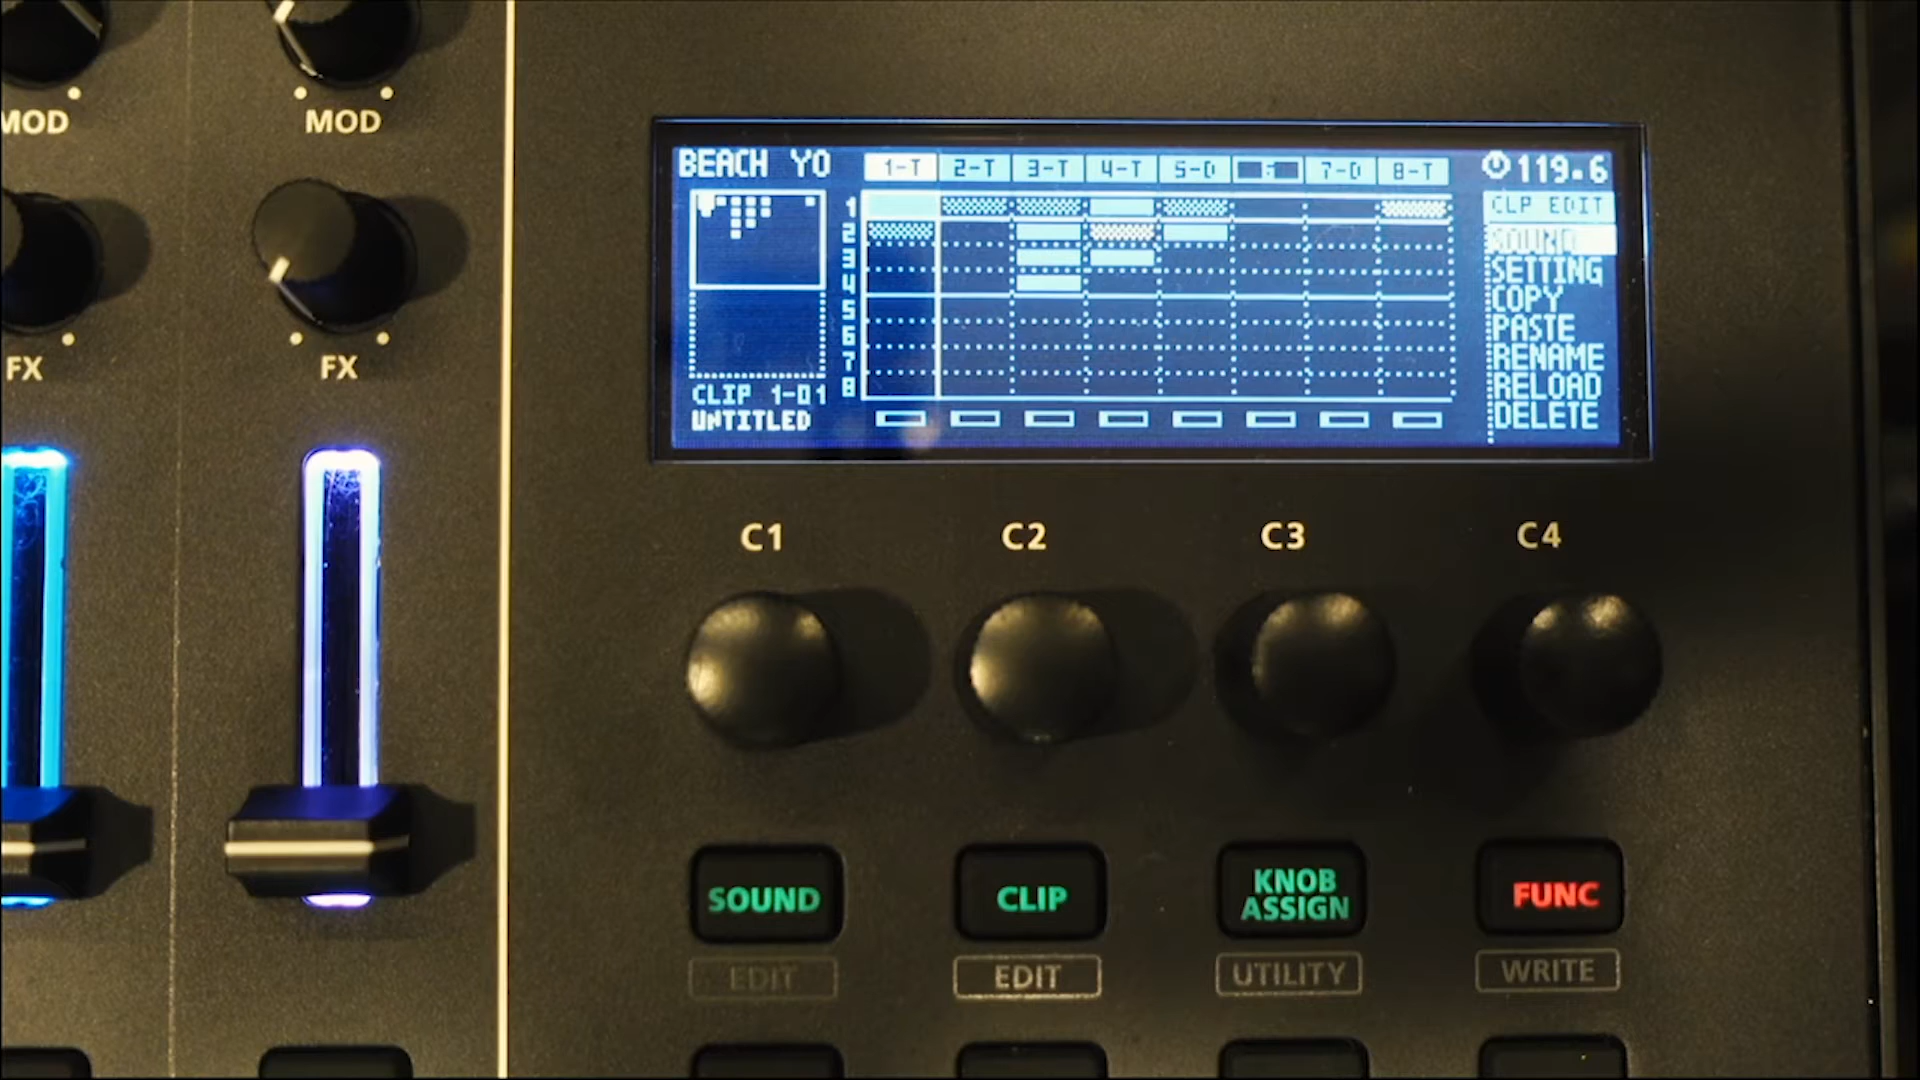 MOD
MOD
FX
FX
BEACH YO
1-T 2-T 3-T 4-T 5-D 7-D 8-T
119.6
1
2
3
4
5
6
7
8
CLIP 1-01
UNTITLED
CLP EDIT
SOUND
SETTING
COPY
PASTE
RENAME
RELOAD
DELETE
C1 C2 C3 C4
SOUND
CLIP
KNOB
ASSIGN
FUNC
EDIT
EDIT
UTILITY
WRITE